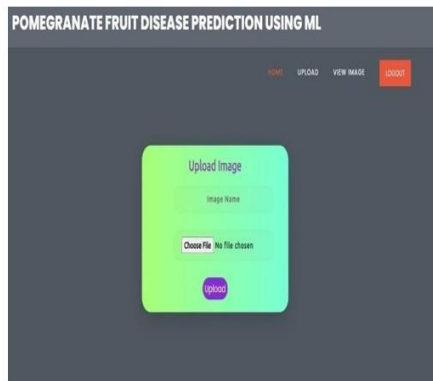 POMEGRANATE FRUIT DISEASE PREDICTION USING ML
HOME UPLOAD VIEW IMAGE LOGOUT
Upload Image
Image Name
Choose File No file chosen
Upload